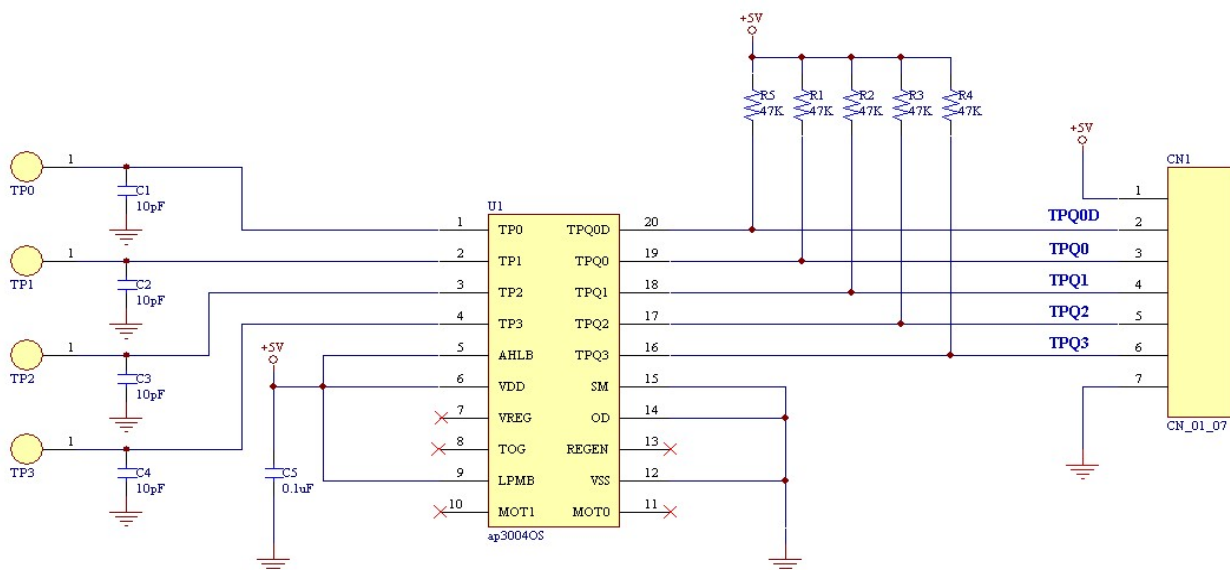 +5V
R5
47K
R1
47K
R2
47K
R3
47K
R4
47K
+5V
CN1
1
TP0
C1
10pF
1
TP1
C2
10pF
1
TP2
C3
10pF
1
TP3
C4
10pF
+5V
C5
0.1uF
U1
1 TP0 TPQ0D 20
2 TP1 TPQ0 19
3 TP2 TPQ1 18
4 TP3 TPQ2 17
5 AHLB TPQ3 16
6 VDD SM 15
7 VREG OD 14
8 TOG REGEN 13
9 LPMB VSS 12
10 MOT1 MOT0 11
ap3004OS
1
TPQ0D 2
TPQ0 3
TPQ1 4
TPQ2 5
TPQ3 6
7
CN_01_07